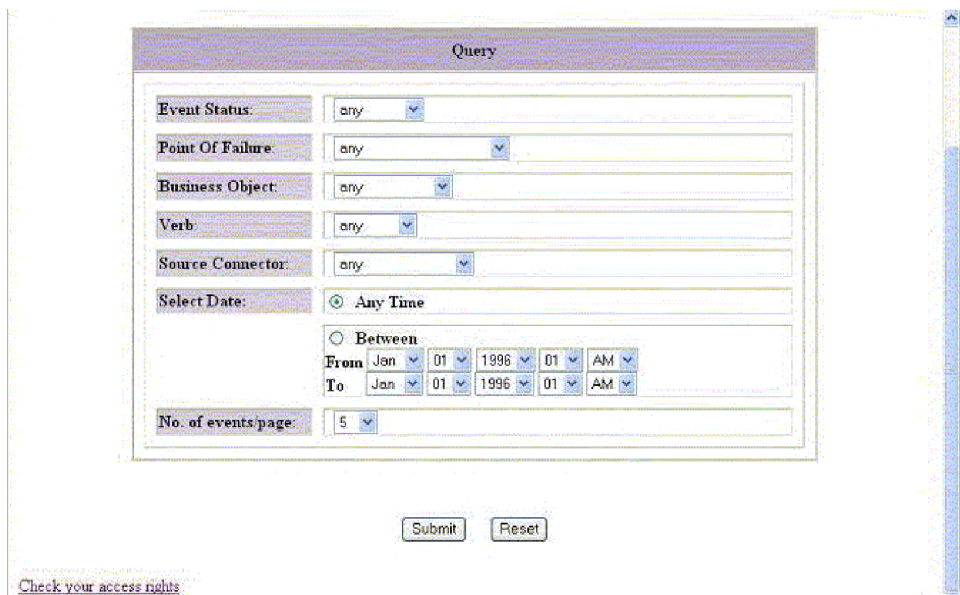 Query
Event Status: any
Point Of Failure: any
Business Object: any
Verb: any
Source Connector: any
Select Date: Any Time
Between
From Jan 01 1996 01 AM
To Jan 01 1996 01 AM
No. of events/page: 5
Submit Reset
Check your access rights